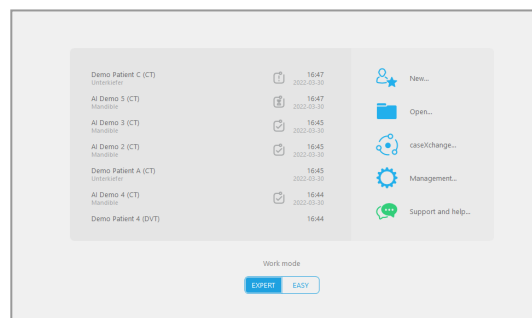 Demo Patient C (CT) 16:47
Unterkiefer 2022-03-30
AI Demo 5 (CT) 16:47
Mandible 2022-03-30
AI Demo 3 (CT) 16:45
Mandible 2022-03-30
AI Demo 2 (CT) 16:45
Mandible 2022-03-30
Demo Patient A (CT) 16:45
Unterkiefer 2022-03-30
AI Demo 4 (CT) 16:44
Mandible 2022-03-30
Demo Patient 4 (DVT) 16:44
New...
Open...
caseXchange...
Management...
Support and help...
Work mode
EXPERT EASY